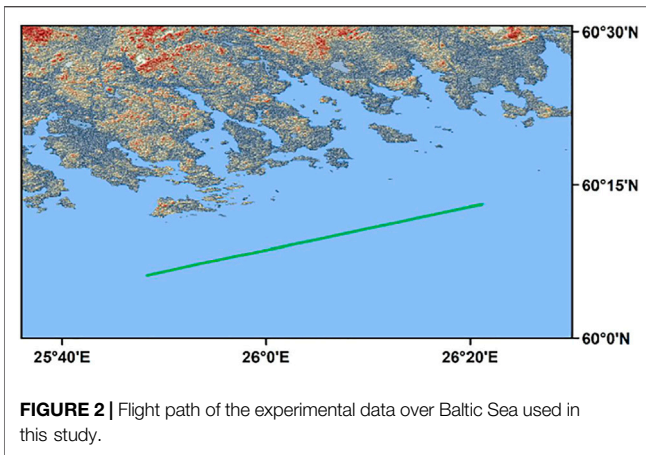 60°30'N
60°15'N
60°0'N
25°40'E 26°0'E 26°20'E
FIGURE 2 | Flight path of the experimental data over Baltic Sea used in
this study.